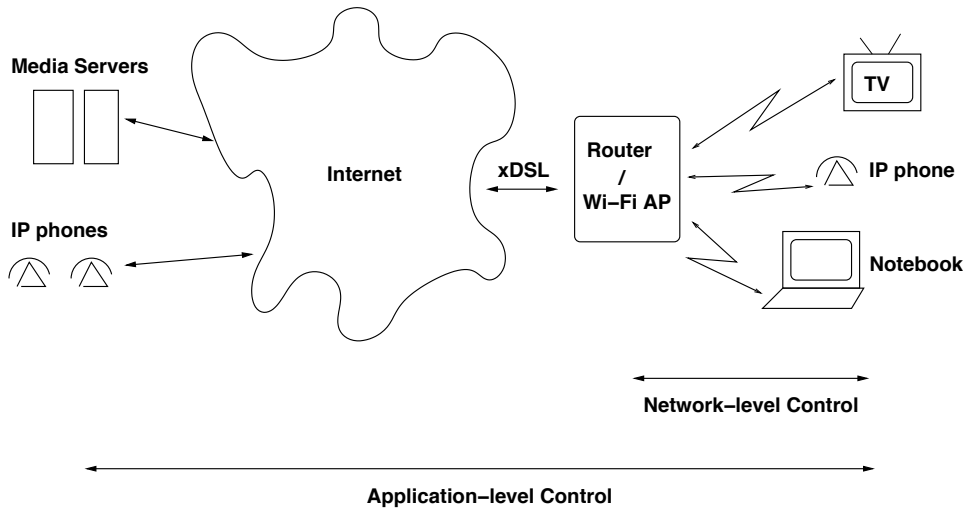 Media Servers
IP phones
Internet
xDSL
Router
/
Wi–Fi AP
TV
IP phone
Notebook
Network–level Control
Application–level Control